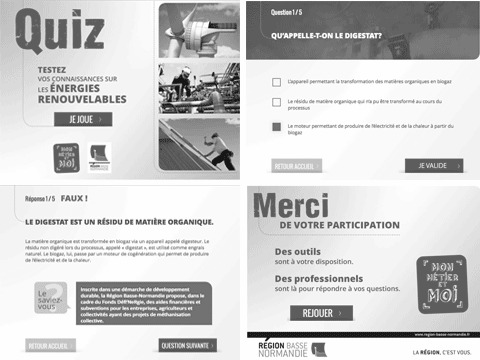 Quiz
TESTEZ
VOS CONNAISSANCES SUR
LES ÉNERGIES
RENOUVELABLES
JE JOUE
MON
MÉTIER
ET
MOI
Question 1 / 5
QU'APPELLE-T-ON LE DIGESTAT?
L'appareil permettant la transformation des matières organiques en biogaz
Le résidu de matière organique qui n'a pu être transformé au cours du
processus
Le moteur permettant de produire de l'électricité et de la chaleur à partir du
biogaz
RETOUR ACCUEIL
JE VALIDE
Réponse 1 / 5 FAUX !
LE DIGESTAT EST UN RÉSIDU DE MATIÈRE ORGANIQUE.
La matière organique est transformée en biogaz via un appareil appelé digesteur. Le
résidu non digéré lors du processus, appelé « digestat », est utilisé comme engrais
naturel. Le biogaz, lui, passe par un moteur de cogénération qui permet de produire
de l'électricité et de la chaleur.
Le
saviez-
vous
Inscrite dans une démarche de développement
durable, la Région Basse-Normandie propose, dans le
cadre du Fonds Déff'Nergie, des aides financières et
subventions pour les entreprises, agriculteurs et
collectivités ayant des projets de méthanisation
collective.
RETOUR ACCUEIL
QUESTION SUIVANTE
Merci
DE VOTRE PARTICIPATION
Des outils
sont à votre disposition.
Des professionnels
sont là pour répondre à vos questions.
REJOUER
MON
MÉTIER
ET
MOI
www.region-basse-normandie.fr
RÉGION BASSE
NORMANDIE
LA RÉGION, C'EST VOUS.